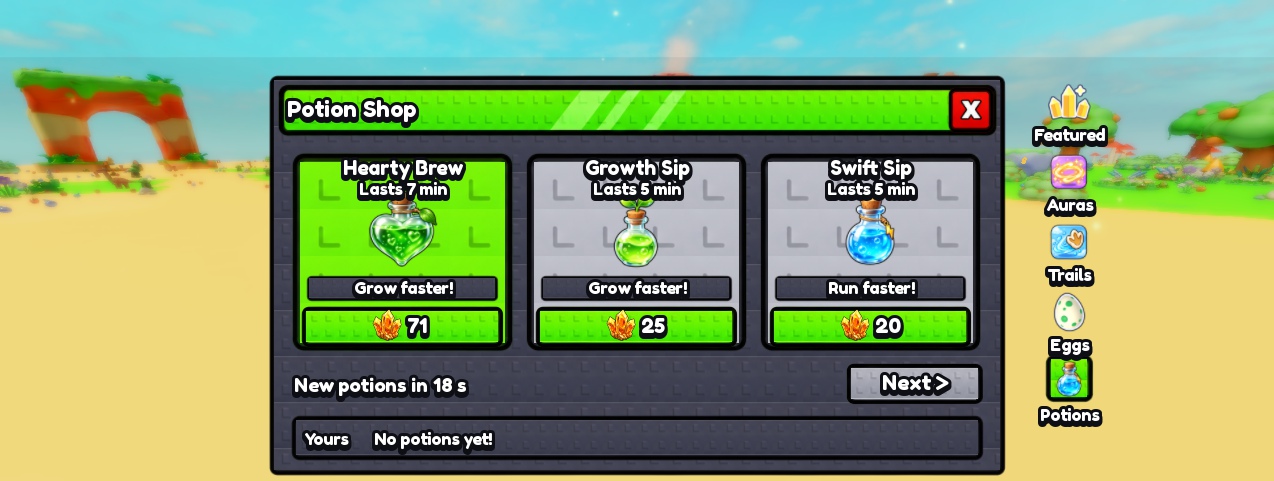 Potion Shop
X
Featured
Auras
Trails
Eggs
Potions
Hearty Brew
Lasts 7 min
Grow faster!
71
Growth Sip
Lasts 5 min
Grow faster!
25
Swift Sip
Lasts 5 min
Run faster!
20
New potions in 18 s
Next >
Yours No potions yet!